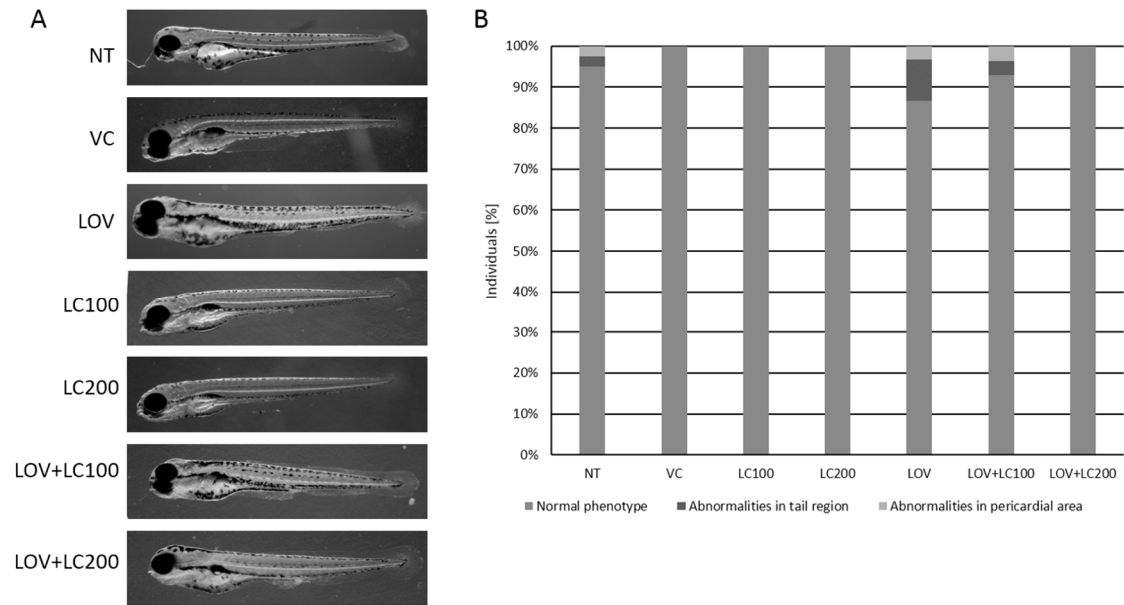 A
NT
VC
LOV
LC100
LC200
LOV+LC100
LOV+LC200
B
100%
90%
80%
70%
60%
50%
40%
30%
20%
10%
0%
Individuals [%]
NT VC LC100 LC200 LOV LOV+LC100 LOV+LC200
Normal phenotype Abnormalities in tail region Abnormalities in pericardial area